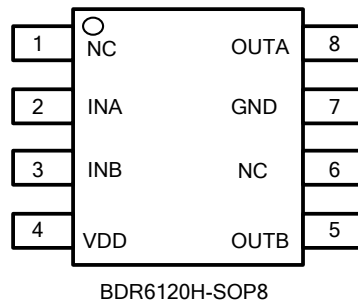 1 NC OUTA 8
2 INA GND 7
3 INB NC 6
4 VDD OUTB 5
BDR6120H-SOP8